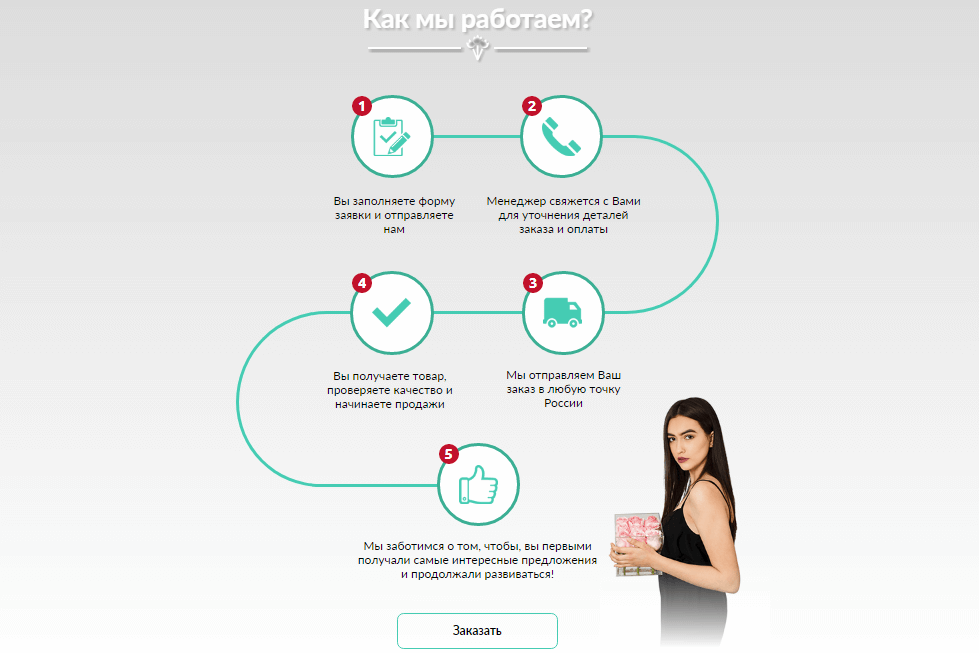 Как мы работаем?
1
2
Вы заполняете форму
заявки и отправляете
нам
Менеджер свяжется с Вами
для уточнения деталей
заказа и оплаты
4
3
Вы получаете товар,
проверяете качество и
начинаете продажи
Мы отправляем Ваш
заказ в любую точку
России
5
Мы заботимся о том, чтобы, вы первыми
получали самые интересные предложения
и продолжали развиваться!
Заказать